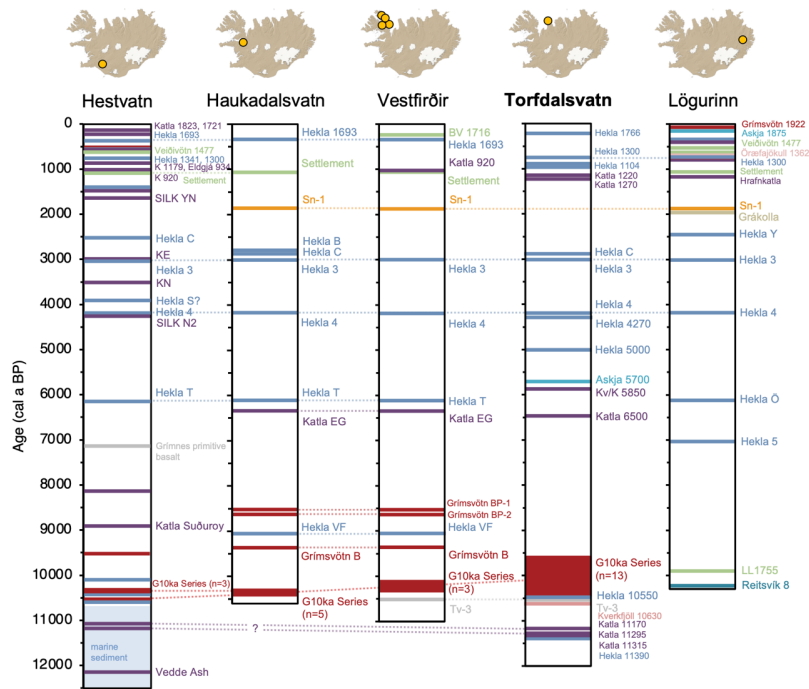 Hestvatn
Haukadalsvatn
Vestfirðir
Torfdalsvatn
Lögurinn
Age (cal a BP)
0
1000
2000
3000
4000
5000
6000
7000
8000
9000
10000
11000
12000
Katla 1823, 1721
Hekla 1693
Veiðivötn 1477
Hekla 1341, 1300
K 1179, Eldgjá 934
K 920
Settlement
SILK YN
Hekla C
KE
Hekla 3
KN
Hekla S?
Hekla 4
SILK N2
Hekla T
Grímnes primitive
basalt
Katla Suðuroy
G10ka Series (n=3)
marine
sediment
Vedde Ash
?
Hekla 1693
Settlement
Sn-1
Hekla B
Hekla C
Hekla 3
Hekla 4
Hekla T
Katla EG
Grímsvötn BP-1
Grímsvötn BP-2
Hekla VF
Grímsvötn B
G10ka Series
(n=5)
BV 1716
Hekla 1693
Katla 920
Settlement
Sn-1
Hekla 3
Hekla 4
Hekla T
Katla EG
Hekla VF
Grímsvötn B
G10ka Series
(n=3)
Tv-3
Hekla 1766
Hekla 1300
Hekla 1104
Katla 1220
Katla 1270
Hekla C
Hekla 3
Hekla 4
Hekla 4270
Hekla 5000
Askja 5700
Kv/K 5850
Katla 6500
G10ka Series
(n=13)
Hekla 10550
Tv-3
Kverkfjöll 10630
Katla 11170
Katla 11295
Katla 11315
Hekla 11390
Grímsvötn 1922
Askja 1875
Veiðivötn 1477
Öræfajökull 1362
Hekla 1300
Settlement
Hrafnkatla
Sn-1
Grákolla
Hekla Y
Hekla 3
Hekla 4
Hekla Ö
Hekla 5
LL1755
Reitsvík 8